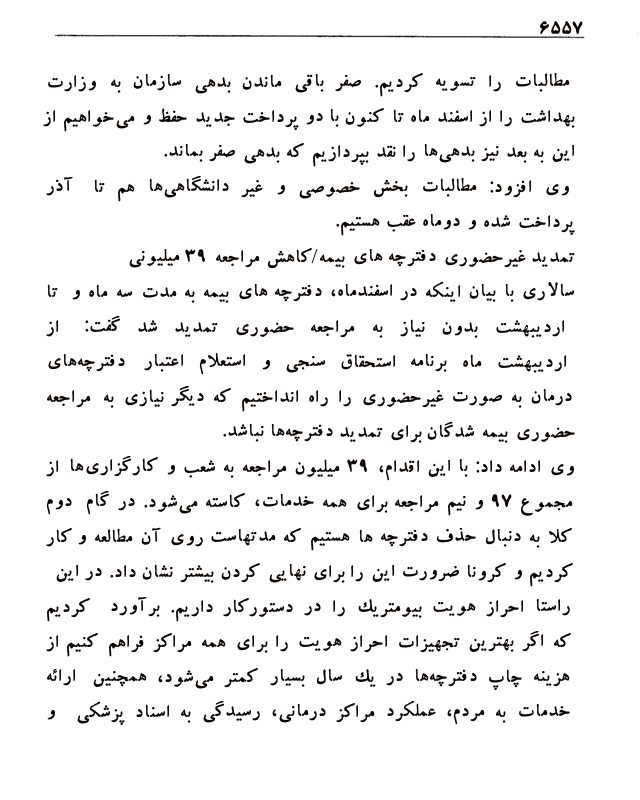 ۶۵۵۷
مطالبات را تسویه کردیم. صفر باقی ماندن بدهی سازمان به وزارت
بهداشت را از اسفند ماه تا کنون با دو پرداخت جدید حفظ و می‌خواهیم از
این به بعد نیز بدهی‌ها را نقد بپردازیم که بدهی صفر بماند.
وی افزود: مطالبات بخش خصوصی و غیر دانشگاهی‌ها هم تا آذر
پرداخت شده و دوماه عقب هستیم.
تمدید غیرحضوری دفترچه های بیمه/کاهش مراجعه ۳۹ میلیونی
سالاری با بیان اینکه در اسفندماه، دفترچه های بیمه به مدت سه ماه و تا
اردیبهشت بدون نیاز به مراجعه حضوری تمدید شد گفت: از
اردیبهشت ماه برنامه استحقاق سنجی و استعلام اعتبار دفترچه‌های
درمان به صورت غیرحضوری را راه انداختیم که دیگر نیازی به مراجعه
حضوری بیمه شدگان برای تمدید دفترچه‌ها نباشد.
وی ادامه داد: با این اقدام، ۳۹ میلیون مراجعه به شعب و کارگزاری‌ها از
مجموع ۹۷ و نیم مراجعه برای همه خدمات، کاسته می‌شود. در گام دوم
کلا به دنبال حذف دفترچه ها هستیم که مدتهاست روی آن مطالعه و کار
کردیم و کرونا ضرورت این را برای نهایی کردن بیشتر نشان داد. در این
راستا احراز هویت بیومتریك را در دستورکار داریم. برآورد کردیم
که اگر بهترین تجهیزات احراز هویت را برای همه مراکز فراهم کنیم از
هزینه چاپ دفترچه‌ها در یك سال بسیار کمتر می‌شود، همچنین ارائه
خدمات به مردم، عملکرد مراکز درمانی، رسیدگی به اسناد پزشکی و